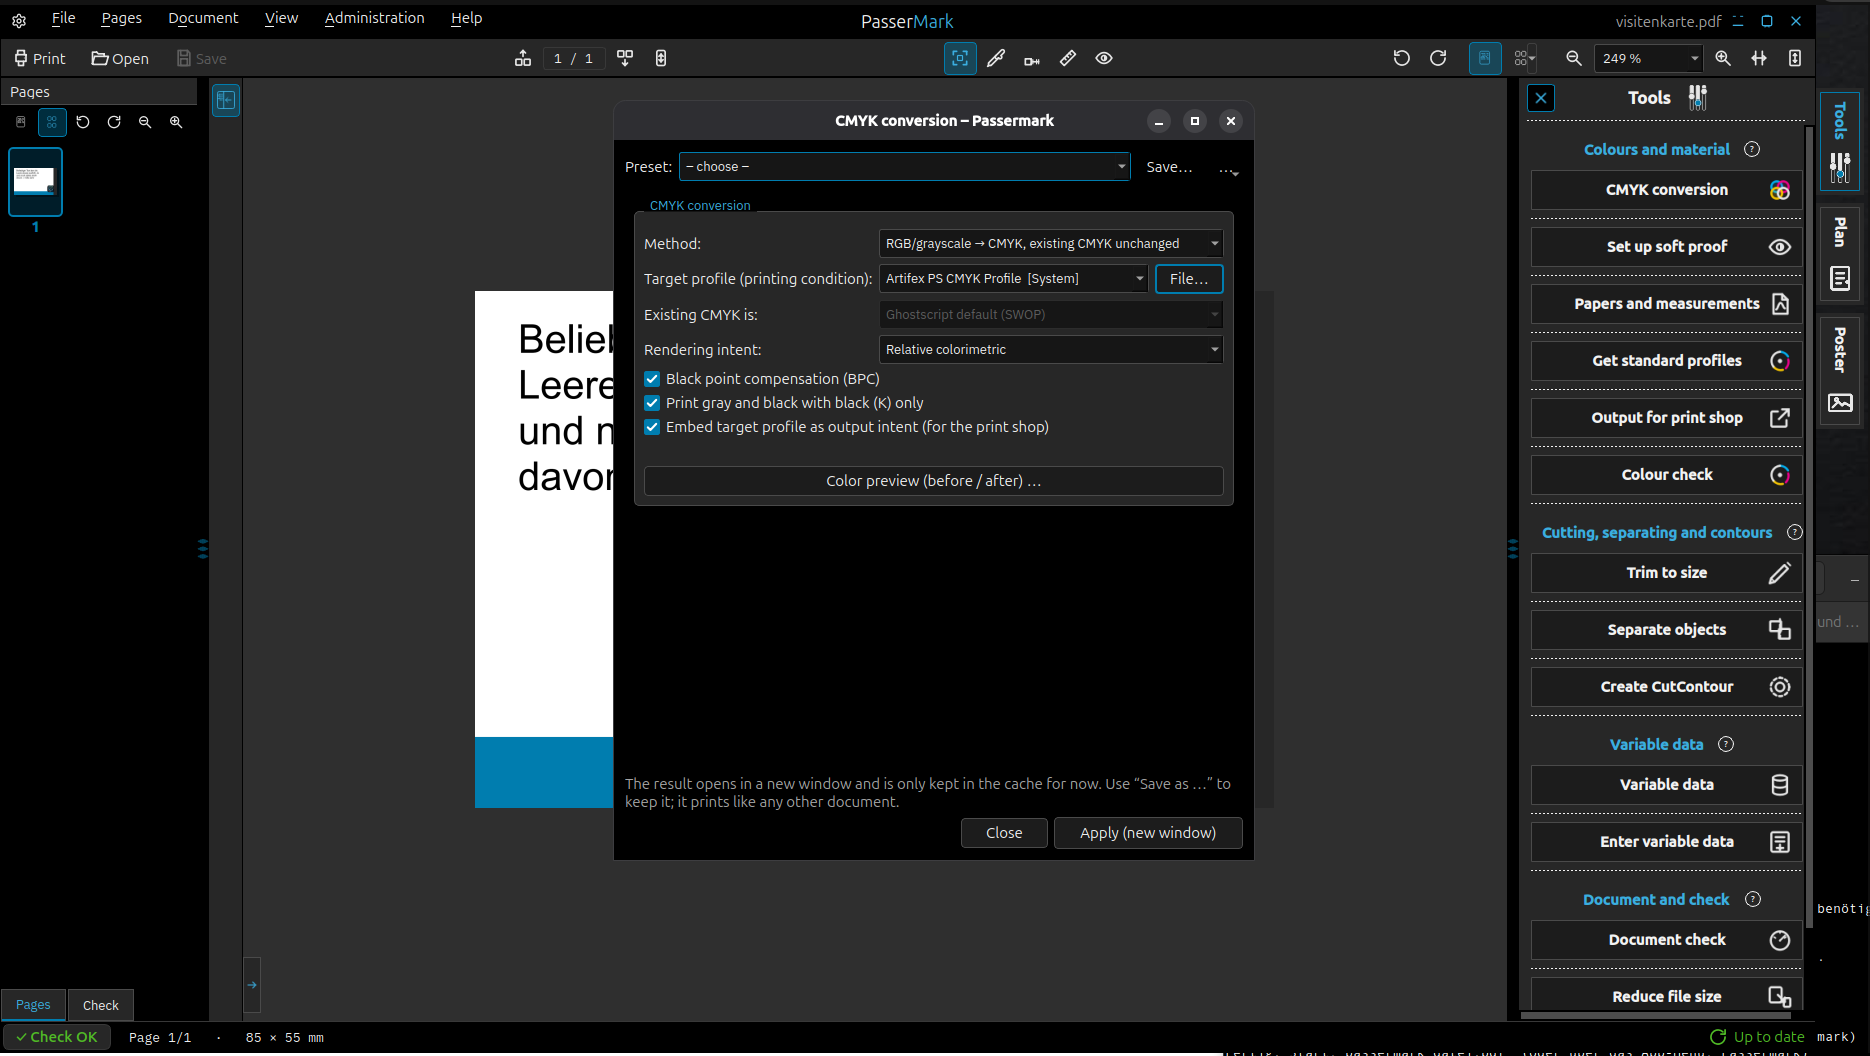 File Pages Document View Administration Help
PasserMark
visitenkarte.pdf
Print Open Save
1 / 1
249 %
Pages
1
Belieb
Leere
und n
davon
CMYK conversion – Passermark
Preset: – choose – Save… …
CMYK conversion
Method: RGB/grayscale → CMYK, existing CMYK unchanged
Target profile (printing condition): Artifex PS CMYK Profile [System] File…
Existing CMYK is: Ghostscript default (SWOP)
Rendering intent: Relative colorimetric
Black point compensation (BPC)
Print gray and black with black (K) only
Embed target profile as output intent (for the print shop)
Color preview (before / after) …
The result opens in a new window and is only kept in the cache for now. Use “Save as …” to
keep it; it prints like any other document.
Close Apply (new window)
Tools
Colours and material ?
CMYK conversion
Set up soft proof
Papers and measurements
Get standard profiles
Output for print shop
Colour check
Cutting, separating and contours ?
Trim to size
Separate objects
Create CutContour
Variable data ?
Variable data
Enter variable data
Document and check ?
Document check
Reduce file size
Tools
Plan
Poster
und …
benötig
.
Pages Check
✓ Check OK Page 1/1 · 85 × 55 mm
Up to date
mark)